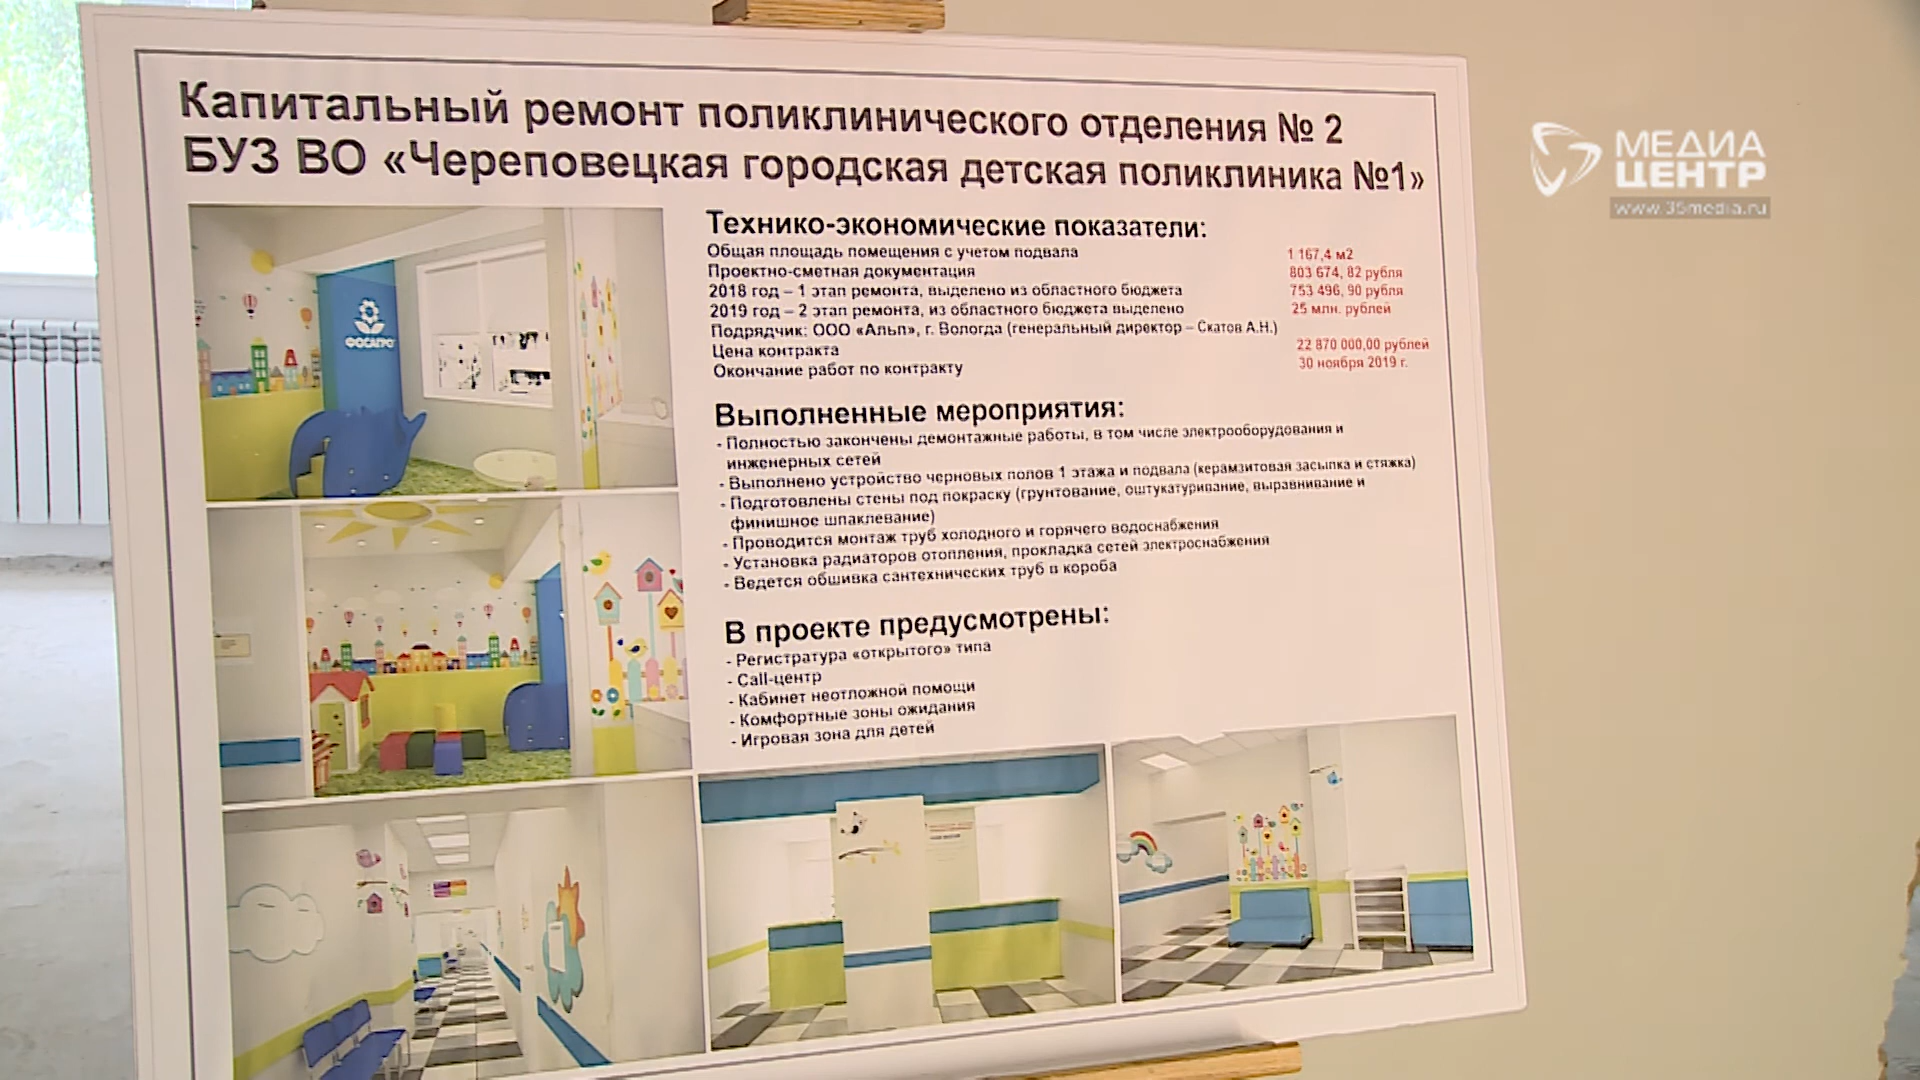 Капитальный ремонт поликлинического отделения № 2
БУЗ ВО «Череповецкая городская детская поликлиника №1»
Технико-экономические показатели:
Общая площадь помещения с учетом подвала 1 167,4 м2
Проектно-сметная документация 803 674, 82 рубля
2018 год – 1 этап ремонта, выделено из областного бюджета 753 496, 90 рубля
2019 год – 2 этап ремонта, из областного бюджета выделено 25 млн. рублей
Подрядчик: ООО «Альп», г. Вологда (генеральный директор – Скатов А.Н.)
Цена контракта 22 870 000,00 рублей
Окончание работ по контракту 30 ноября 2019 г.
Выполненные мероприятия:
- Полностью закончены демонтажные работы, в том числе электрооборудования и
инженерных сетей
- Выполнено устройство черновых полов 1 этажа и подвала (керамзитовая засыпка и стяжка)
- Подготовлены стены под покраску (грунтование, оштукатуривание, выравнивание и
финишное шпаклевание)
- Проводится монтаж труб холодного и горячего водоснабжения
- Установка радиаторов отопления, прокладка сетей электроснабжения
- Ведется обшивка сантехнических труб в короба
В проекте предусмотрены:
- Регистратура «открытого» типа
- Call-центр
- Кабинет неотложной помощи
- Комфортные зоны ожидания
- Игровая зона для детей
ФОСАГРО
МЕДИА
ЦЕНТР
www.35media.ru